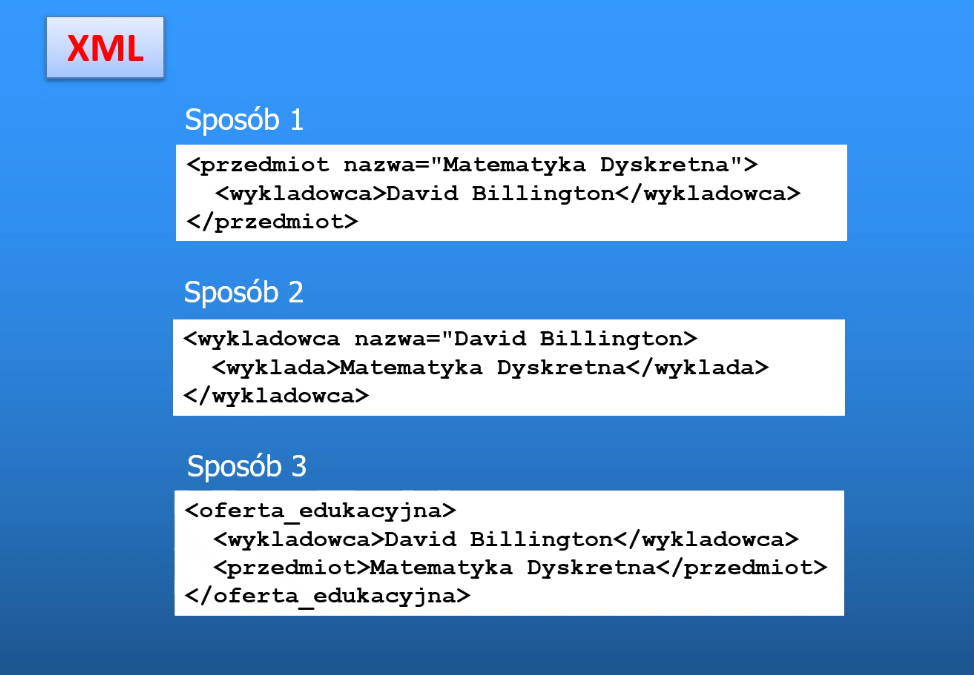 XML
Sposób 1
<przedmiot nazwa="Matematyka Dyskretna">
<wykladowca>David Billington</wykladowca>
</przedmiot>
Sposób 2
<wykladowca nazwa="David Billington>
<wyklada>Matematyka Dyskretna</wyklada>
</wykladowca>
Sposób 3
<oferta_edukacyjna>
<wykladowca>David Billington</wykladowca>
<przedmiot>Matematyka Dyskretna</przedmiot>
</oferta_edukacyjna>